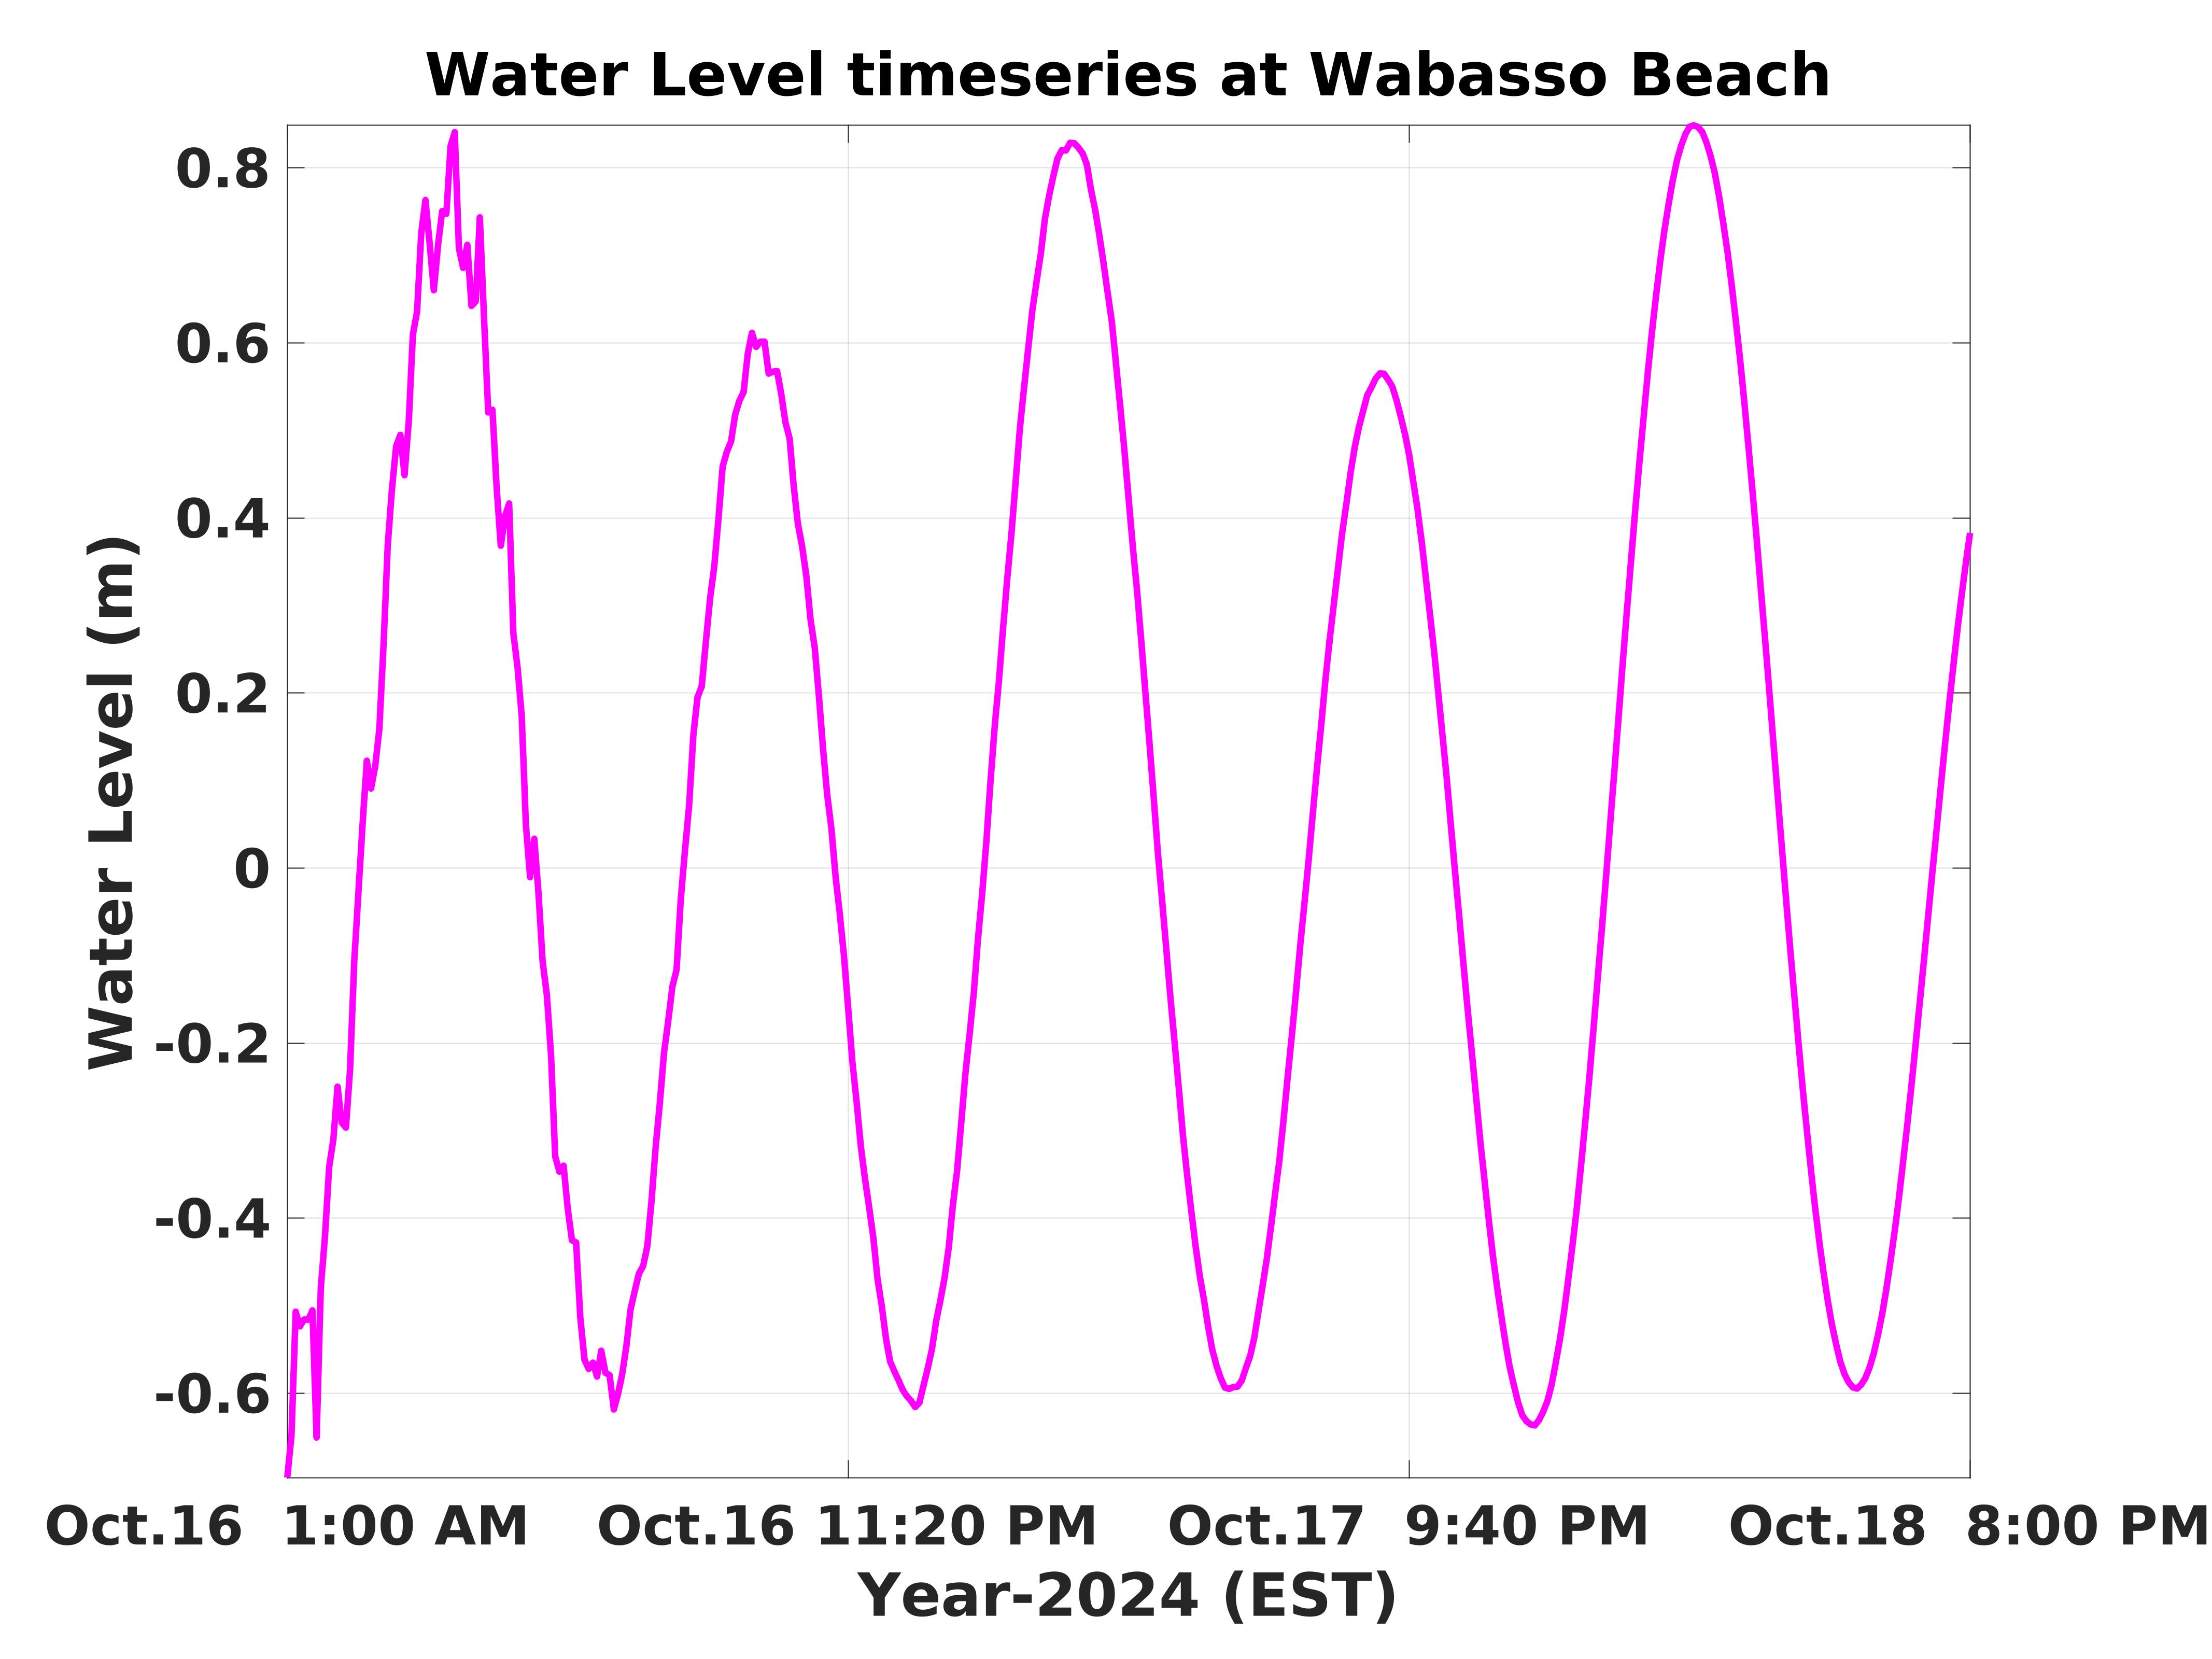 Water Level timeseries at Wabasso Beach
0.8
0.6
0.4
0.2
0
-0.2
-0.4
-0.6
Water Level (m)
Oct.16  1:00 AM
Oct.16 11:20 PM
Oct.17  9:40 PM
Oct.18  8:00 PM
Year-2024 (EST)